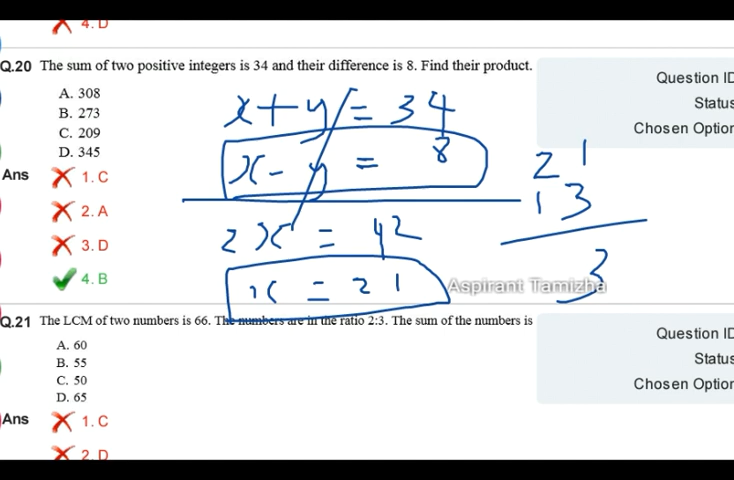 4. D
Q.20 The sum of two positive integers is 34 and their difference is 8. Find their product.
Question ID
A. 308
B. 273
Status
C. 209
Chosen Option
D. 345
Ans
1. C
2. A
3. D
4. B
x+y = 34
x-y = 8
2x = 42
x = 21
21
13
3
Aspirant Tamizha
Q.21 The LCM of two numbers is 66. The numbers are in the ratio 2:3. The sum of the numbers is
Question ID
A. 60
B. 55
Status
C. 50
Chosen Option
D. 65
Ans
1. C
2. D